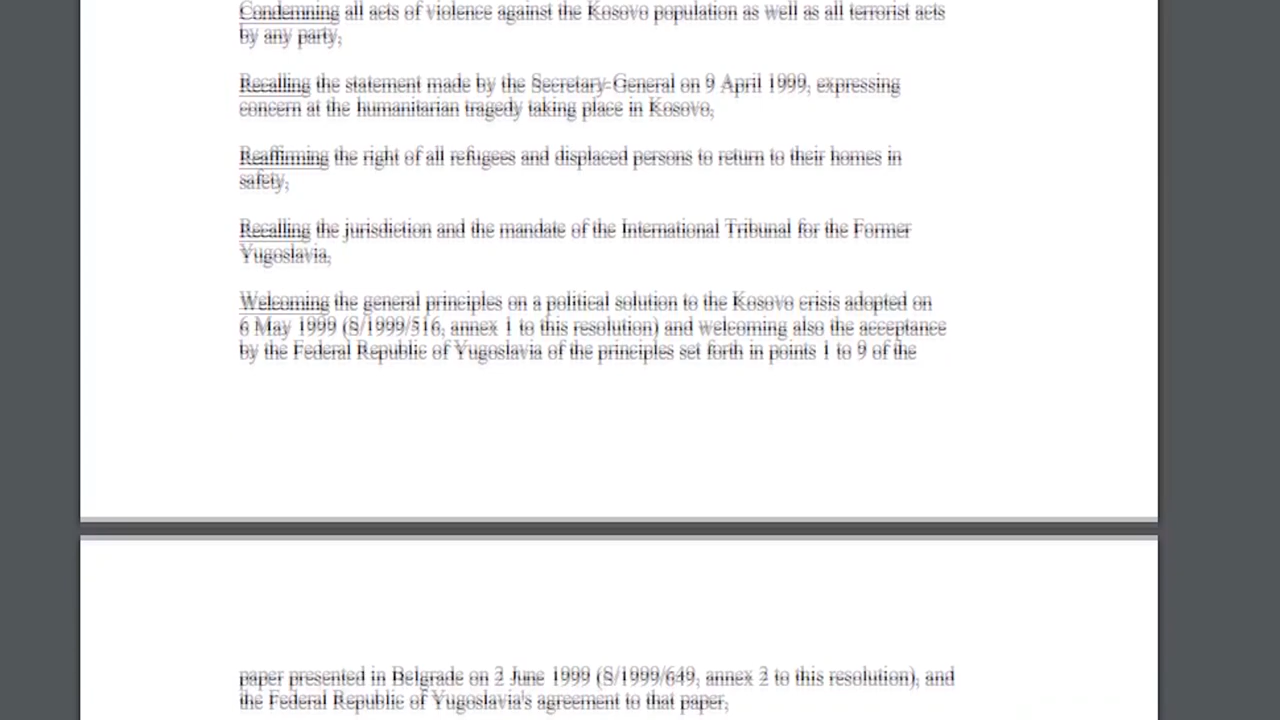 Condemning all acts of violence against the Kosovo population as well as all terrorist acts
by any party,
Recalling the statement made by the Secretary-General on 9 April 1999, expressing
concern at the humanitarian tragedy taking place in Kosovo,
Reaffirming the right of all refugees and displaced persons to return to their homes in
safety,
Recalling the jurisdiction and the mandate of the International Tribunal for the Former
Yugoslavia,
Welcoming the general principles on a political solution to the Kosovo crisis adopted on
6 May 1999 (S/1999/516, annex 1 to this resolution) and welcoming also the acceptance
by the Federal Republic of Yugoslavia of the principles set forth in points 1 to 9 of the
paper presented in Belgrade on 2 June 1999 (S/1999/649, annex 2 to this resolution), and
the Federal Republic of Yugoslavia's agreement to that paper,